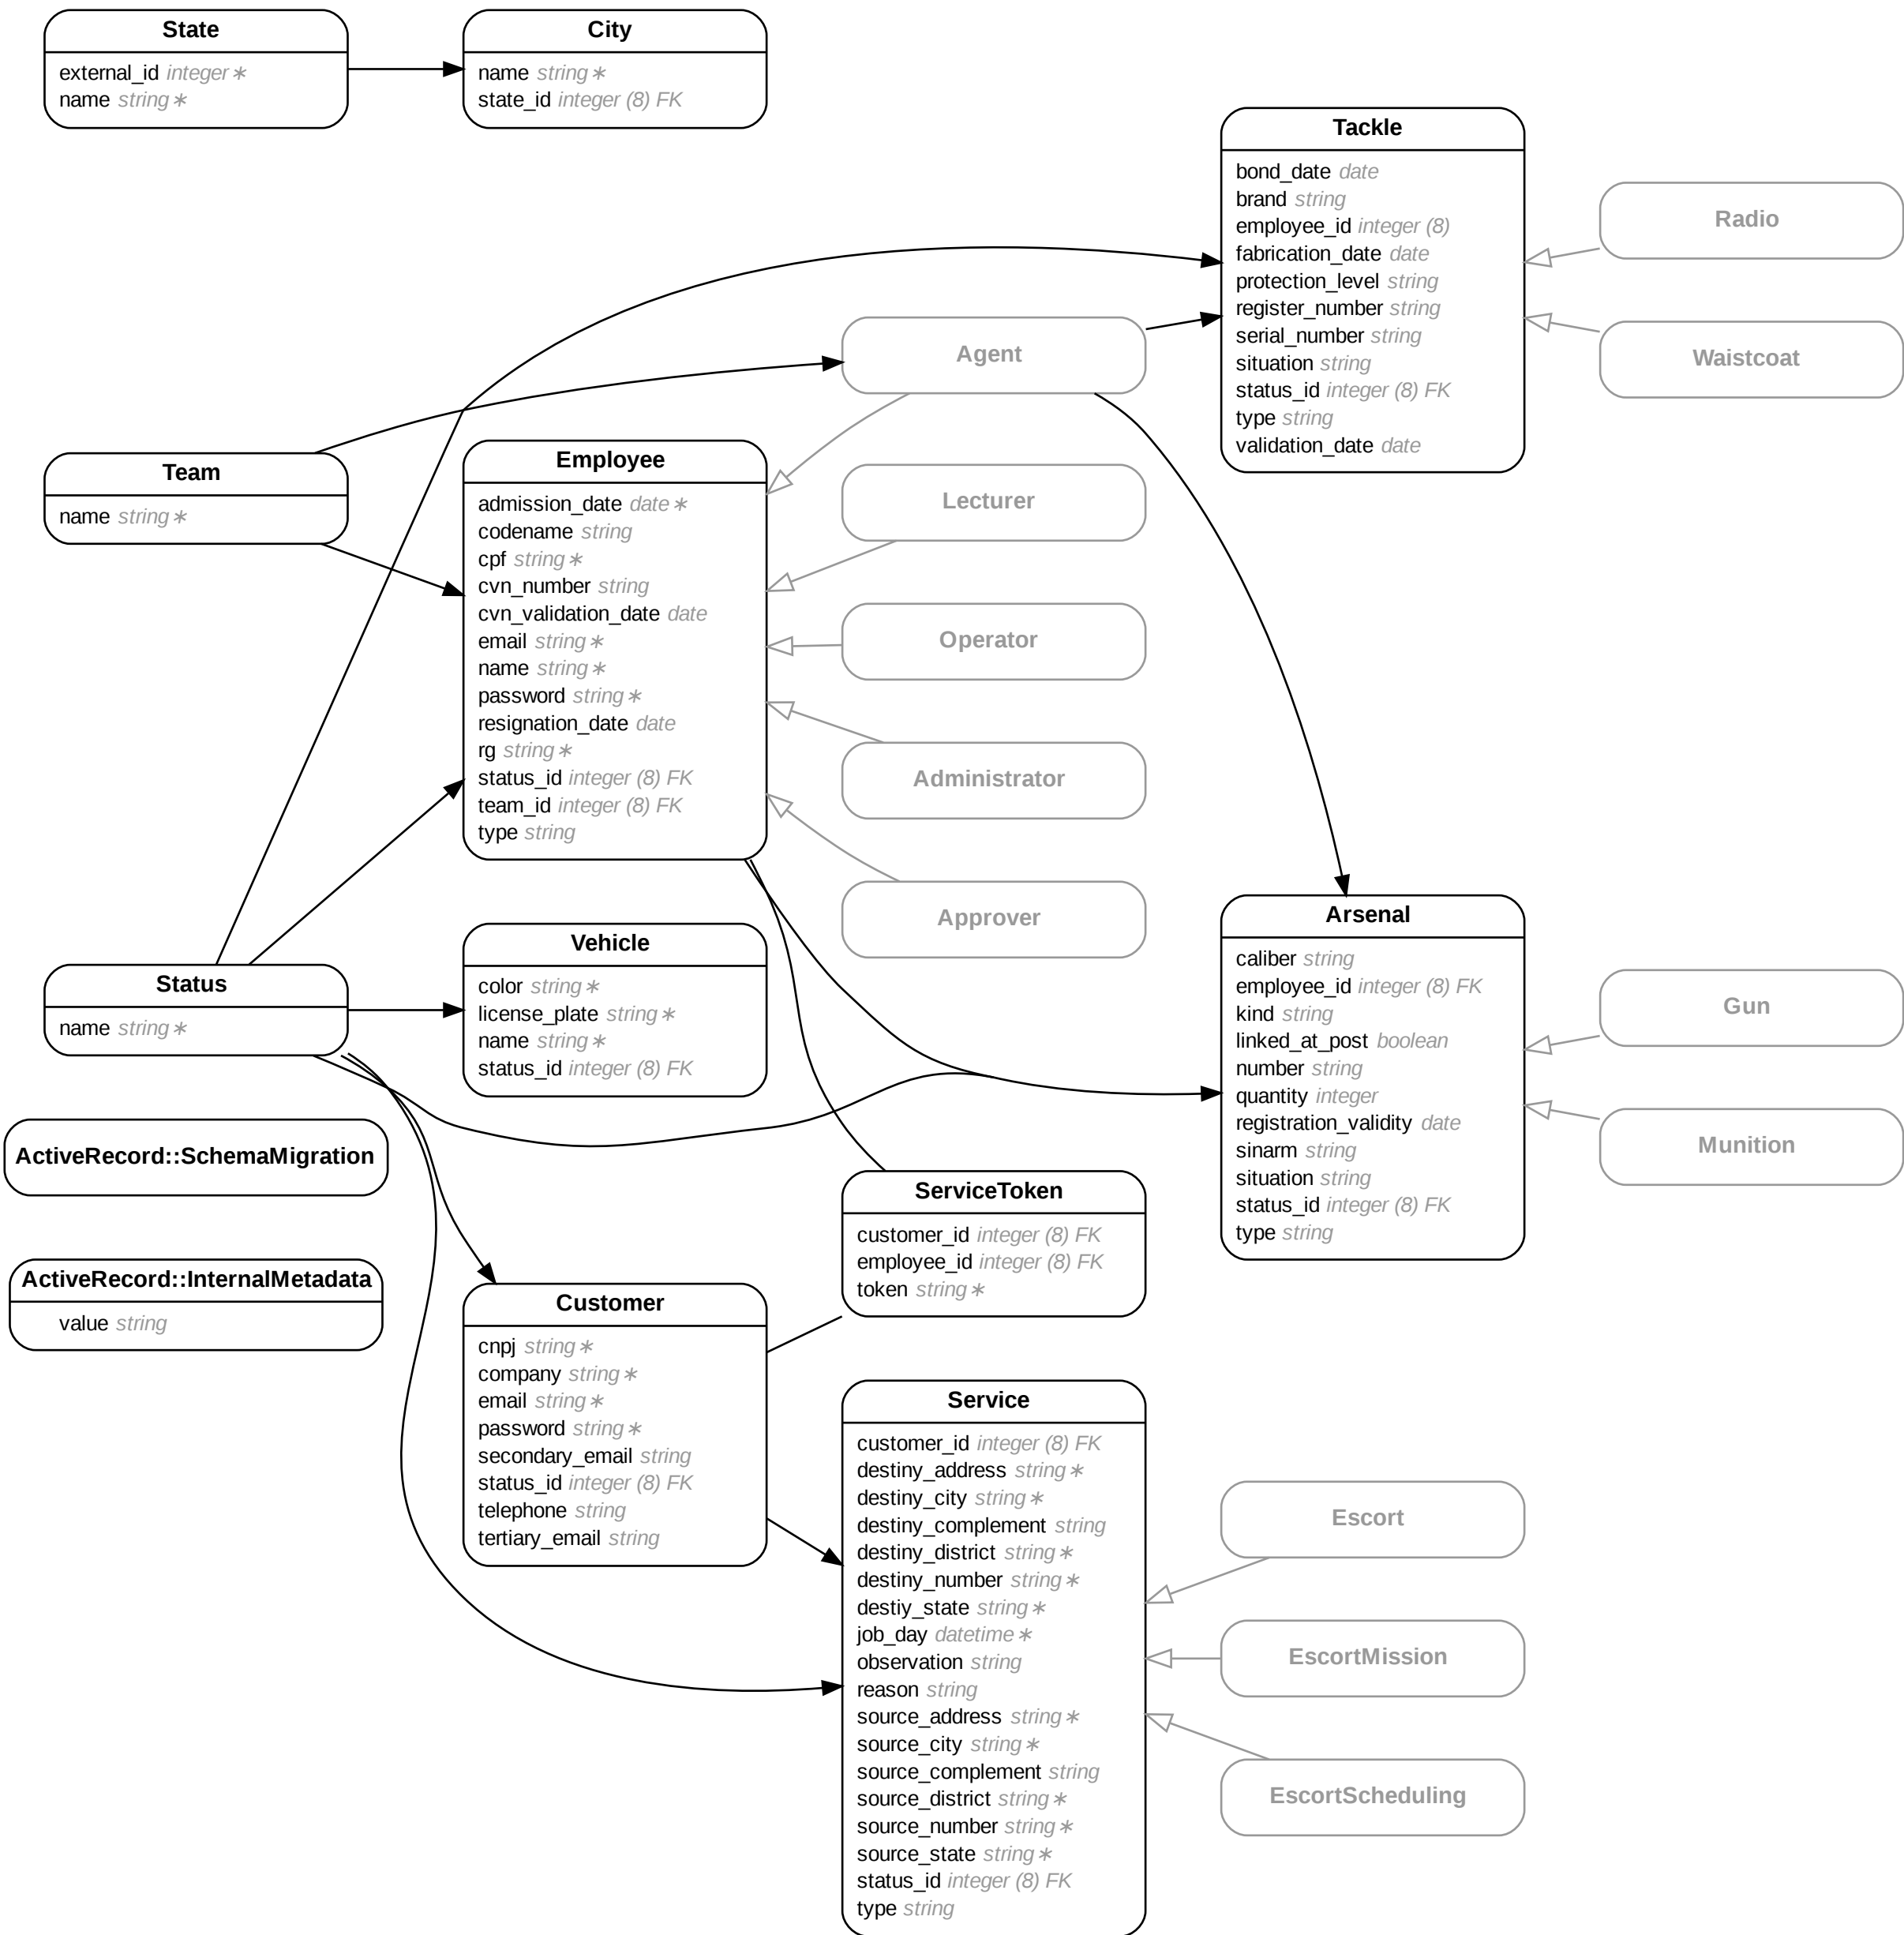 State
external_id integer ∗
name string ∗
City
name string ∗
state_id integer (8) FK
Tackle
bond_date date
brand string
employee_id integer (8)
fabrication_date date
protection_level string
register_number string
serial_number string
situation string
status_id integer (8) FK
type string
validation_date date
Radio
Waistcoat
Agent
Team
name string ∗
Employee
admission_date date ∗
codename string
cpf string ∗
cvn_number string
cvn_validation_date date
email string ∗
name string ∗
password string ∗
resignation_date date
rg string ∗
status_id integer (8) FK
team_id integer (8) FK
type string
Lecturer
Operator
Administrator
Approver
Status
name string ∗
Vehicle
color string ∗
license_plate string ∗
name string ∗
status_id integer (8) FK
Arsenal
caliber string
employee_id integer (8) FK
kind string
linked_at_post boolean
number string
quantity integer
registration_validity date
sinarm string
situation string
status_id integer (8) FK
type string
Gun
Munition
ActiveRecord::SchemaMigration
ActiveRecord::InternalMetadata
value string
ServiceToken
customer_id integer (8) FK
employee_id integer (8) FK
token string ∗
Customer
cnpj string ∗
company string ∗
email string ∗
password string ∗
secondary_email string
status_id integer (8) FK
telephone string
tertiary_email string
Service
customer_id integer (8) FK
destiny_address string ∗
destiny_city string ∗
destiny_complement string
destiny_district string ∗
destiny_number string ∗
destiy_state string ∗
job_day datetime ∗
observation string
reason string
source_address string ∗
source_city string ∗
source_complement string
source_district string ∗
source_number string ∗
source_state string ∗
status_id integer (8) FK
type string
Escort
EscortMission
EscortScheduling